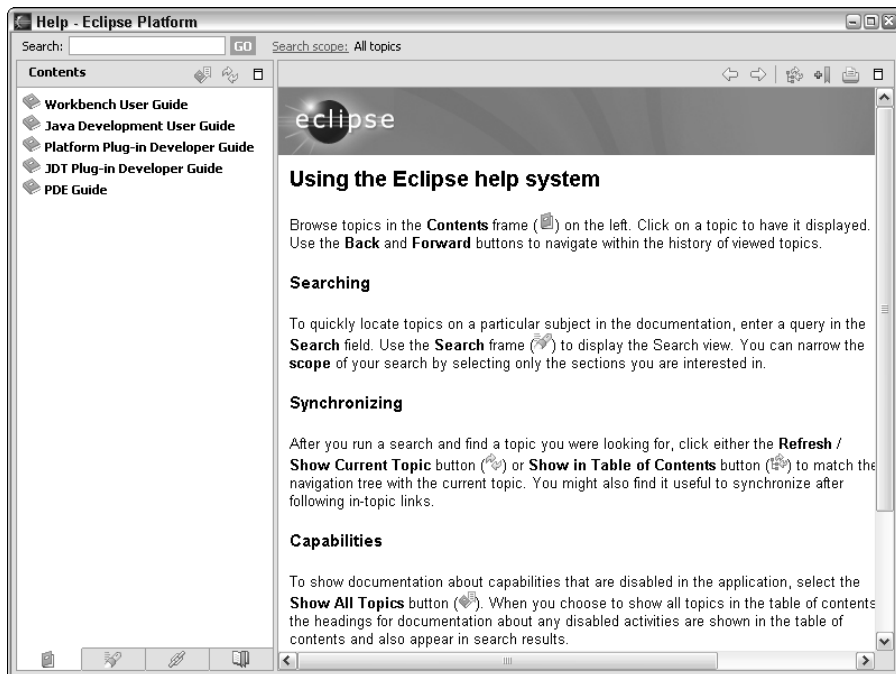 Help - Eclipse Platform
Search:
GO
Search scope: All topics
Contents
Workbench User Guide
Java Development User Guide
Platform Plug-in Developer Guide
JDT Plug-in Developer Guide
PDE Guide
eclipse
Using the Eclipse help system
Browse topics in the Contents frame ( ) on the left. Click on a topic to have it displayed.
Use the Back and Forward buttons to navigate within the history of viewed topics.
Searching
To quickly locate topics on a particular subject in the documentation, enter a query in the
Search field. Use the Search frame ( ) to display the Search view. You can narrow the
scope of your search by selecting only the sections you are interested in.
Synchronizing
After you run a search and find a topic you were looking for, click either the Refresh /
Show Current Topic button ( ) or Show in Table of Contents button ( ) to match the
navigation tree with the current topic. You might also find it useful to synchronize after
following in-topic links.
Capabilities
To show documentation about capabilities that are disabled in the application, select the
Show All Topics button ( ). When you choose to show all topics in the table of contents
the headings for documentation about any disabled activities are shown in the table of
contents and also appear in search results.